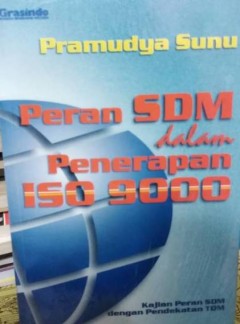 Grasindo
Pramudya Sunu
Peran SDM
dalam
Penerapan
ISO 9000
Kajian Peran SDM
dengan Pendekatan TQM